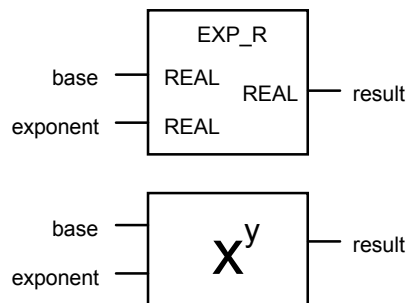 EXP_R
base REAL
REAL result
exponent REAL
base
x^y
result
exponent